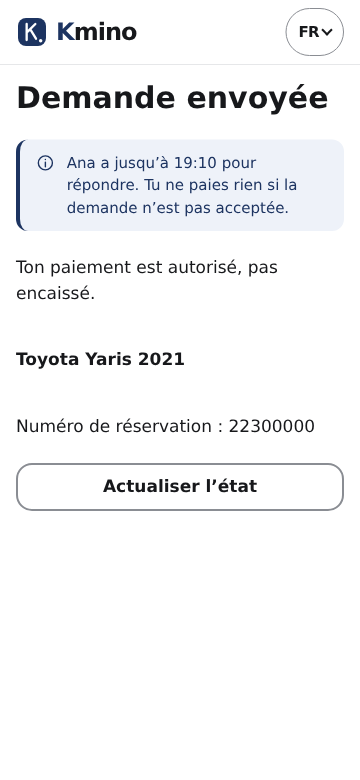 K. Kmino
FR
Demande envoyée
Ana a jusqu’à 19:10 pour
répondre. Tu ne paies rien si la
demande n’est pas acceptée.
Ton paiement est autorisé, pas
encaissé.
Toyota Yaris 2021
Numéro de réservation : 22300000
Actualiser l’état